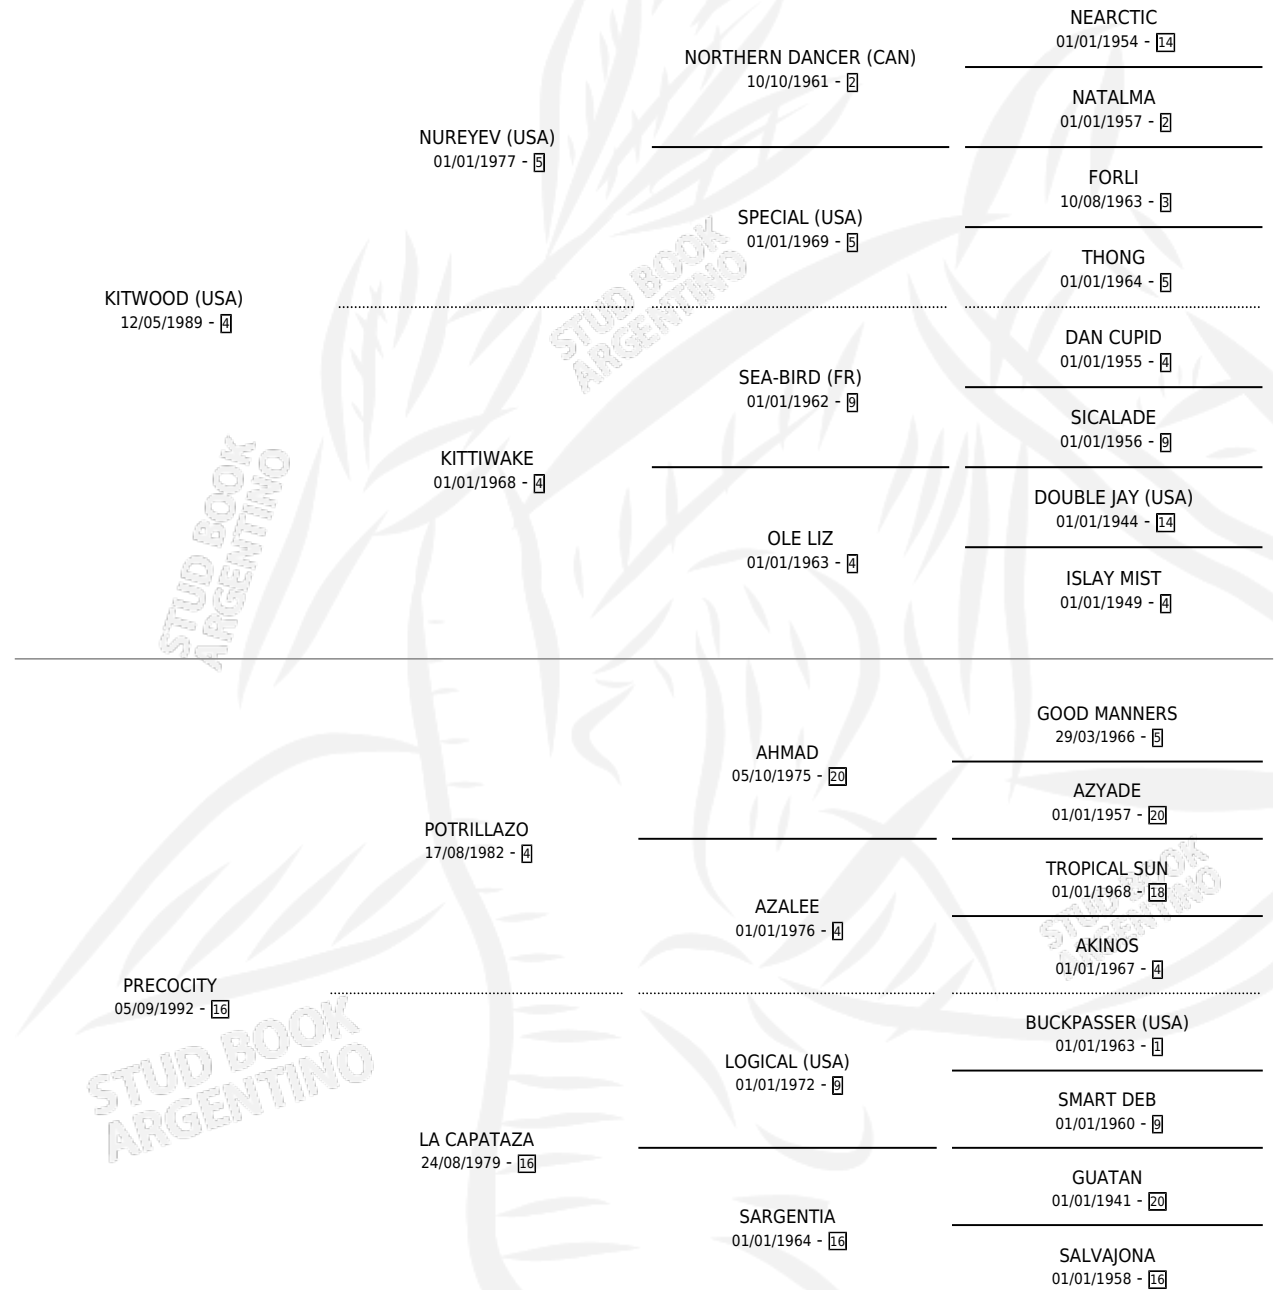 NEARCTIC
01/01/1954 - 14
NORTHERN DANCER (CAN)
10/10/1961 - 2
NATALMA
01/01/1957 - 2
NUREYEV (USA)
01/01/1977 - 5
FORLI
10/08/1963 - 3
SPECIAL (USA)
01/01/1969 - 5
THONG
01/01/1964 - 5
KITWOOD (USA)
12/05/1989 - 4
DAN CUPID
01/01/1955 - 4
SEA-BIRD (FR)
01/01/1962 - 9
SICALADE
01/01/1956 - 9
KITTIWAKE
01/01/1968 - 4
DOUBLE JAY (USA)
01/01/1944 - 14
OLE LIZ
01/01/1963 - 4
ISLAY MIST
01/01/1949 - 4
GOOD MANNERS
29/03/1966 - 5
AHMAD
05/10/1975 - 20
AZYADE
01/01/1957 - 20
POTRILLAZO
17/08/1982 - 4
TROPICAL SUN
01/01/1968 - 18
AZALEE
01/01/1976 - 4
AKINOS
01/01/1967 - 4
PRECOCITY
05/09/1992 - 16
BUCKPASSER (USA)
01/01/1963 - 1
LOGICAL (USA)
01/01/1972 - 9
SMART DEB
01/01/1960 - 9
LA CAPATAZA
24/08/1979 - 16
GUATAN
01/01/1941 - 20
SARGENTIA
01/01/1964 - 16
SALVAJONA
01/01/1958 - 16
STUD BOOK
ARGENTINO
STUD BOOK
ARGENTINO
STUD BOOK
ARGENTINO
STUD BOOK
ARGENTINO